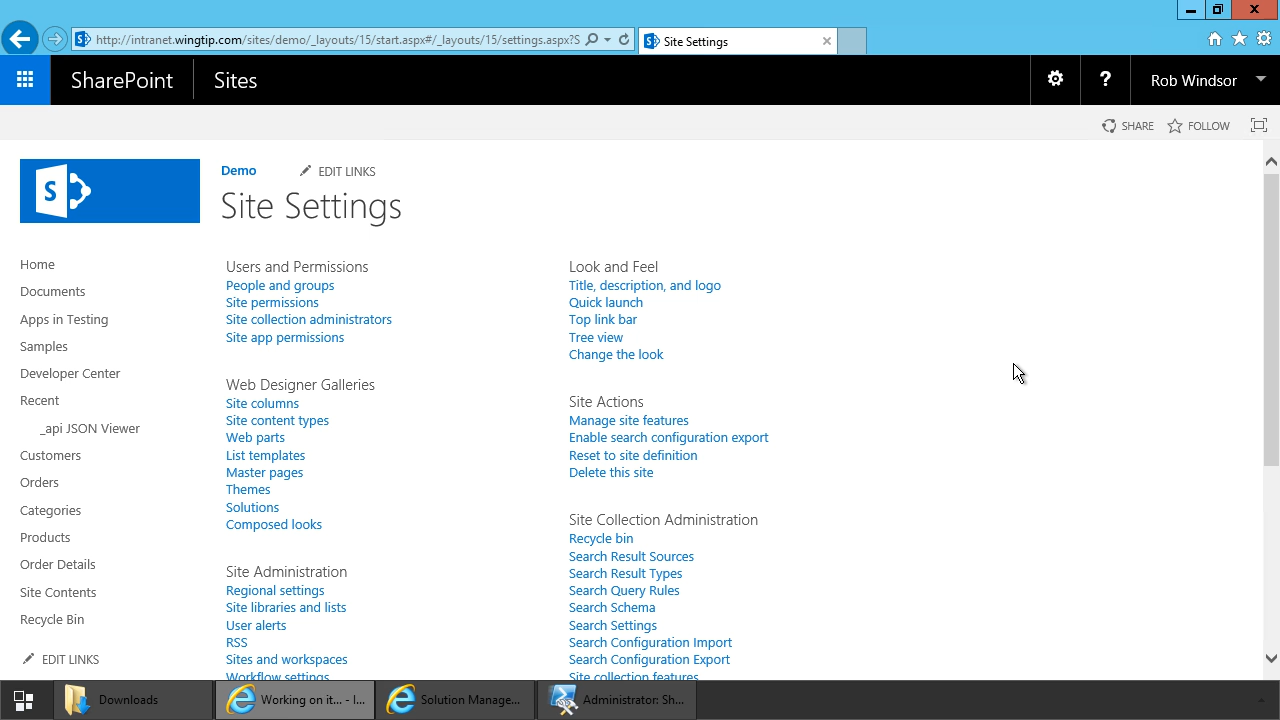 http://intranet.wingtip.com/sites/demo/_layouts/15/start.aspx#/_layouts/15/settings.aspx?S
Site Settings
SharePoint
Sites
?
Rob Windsor
SHARE
FOLLOW
S
Demo
EDIT LINKS
Site Settings
Home
Documents
Apps in Testing
Samples
Developer Center
Recent
_api JSON Viewer
Customers
Orders
Categories
Products
Order Details
Site Contents
Recycle Bin
EDIT LINKS
Users and Permissions
People and groups
Site permissions
Site collection administrators
Site app permissions
Web Designer Galleries
Site columns
Site content types
Web parts
List templates
Master pages
Themes
Solutions
Composed looks
Site Administration
Regional settings
Site libraries and lists
User alerts
RSS
Sites and workspaces
Workflow settings
Look and Feel
Title, description, and logo
Quick launch
Top link bar
Tree view
Change the look
Site Actions
Manage site features
Enable search configuration export
Reset to site definition
Delete this site
Site Collection Administration
Recycle bin
Search Result Sources
Search Result Types
Search Query Rules
Search Schema
Search Settings
Search Configuration Import
Search Configuration Export
Site collection features
Downloads
Working on it... - I...
Solution Manage...
Administrator: Sh...